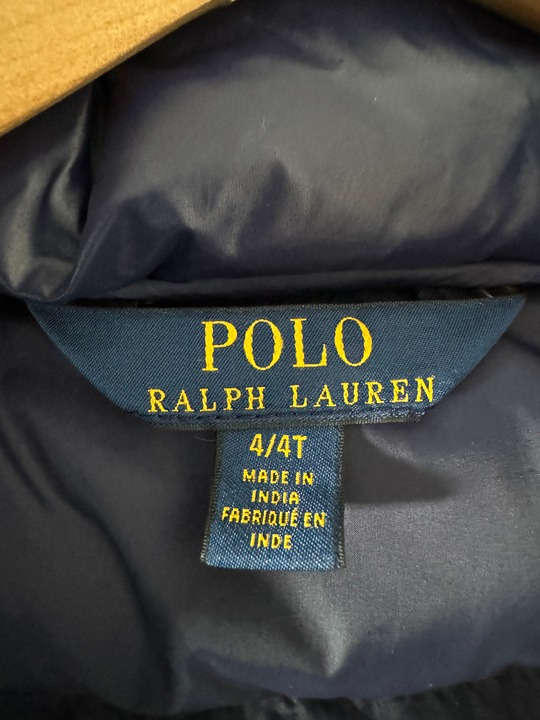 POLO
RALPH LAUREN
4/4T
MADE IN
INDIA
FABRIQUÉ EN
INDE